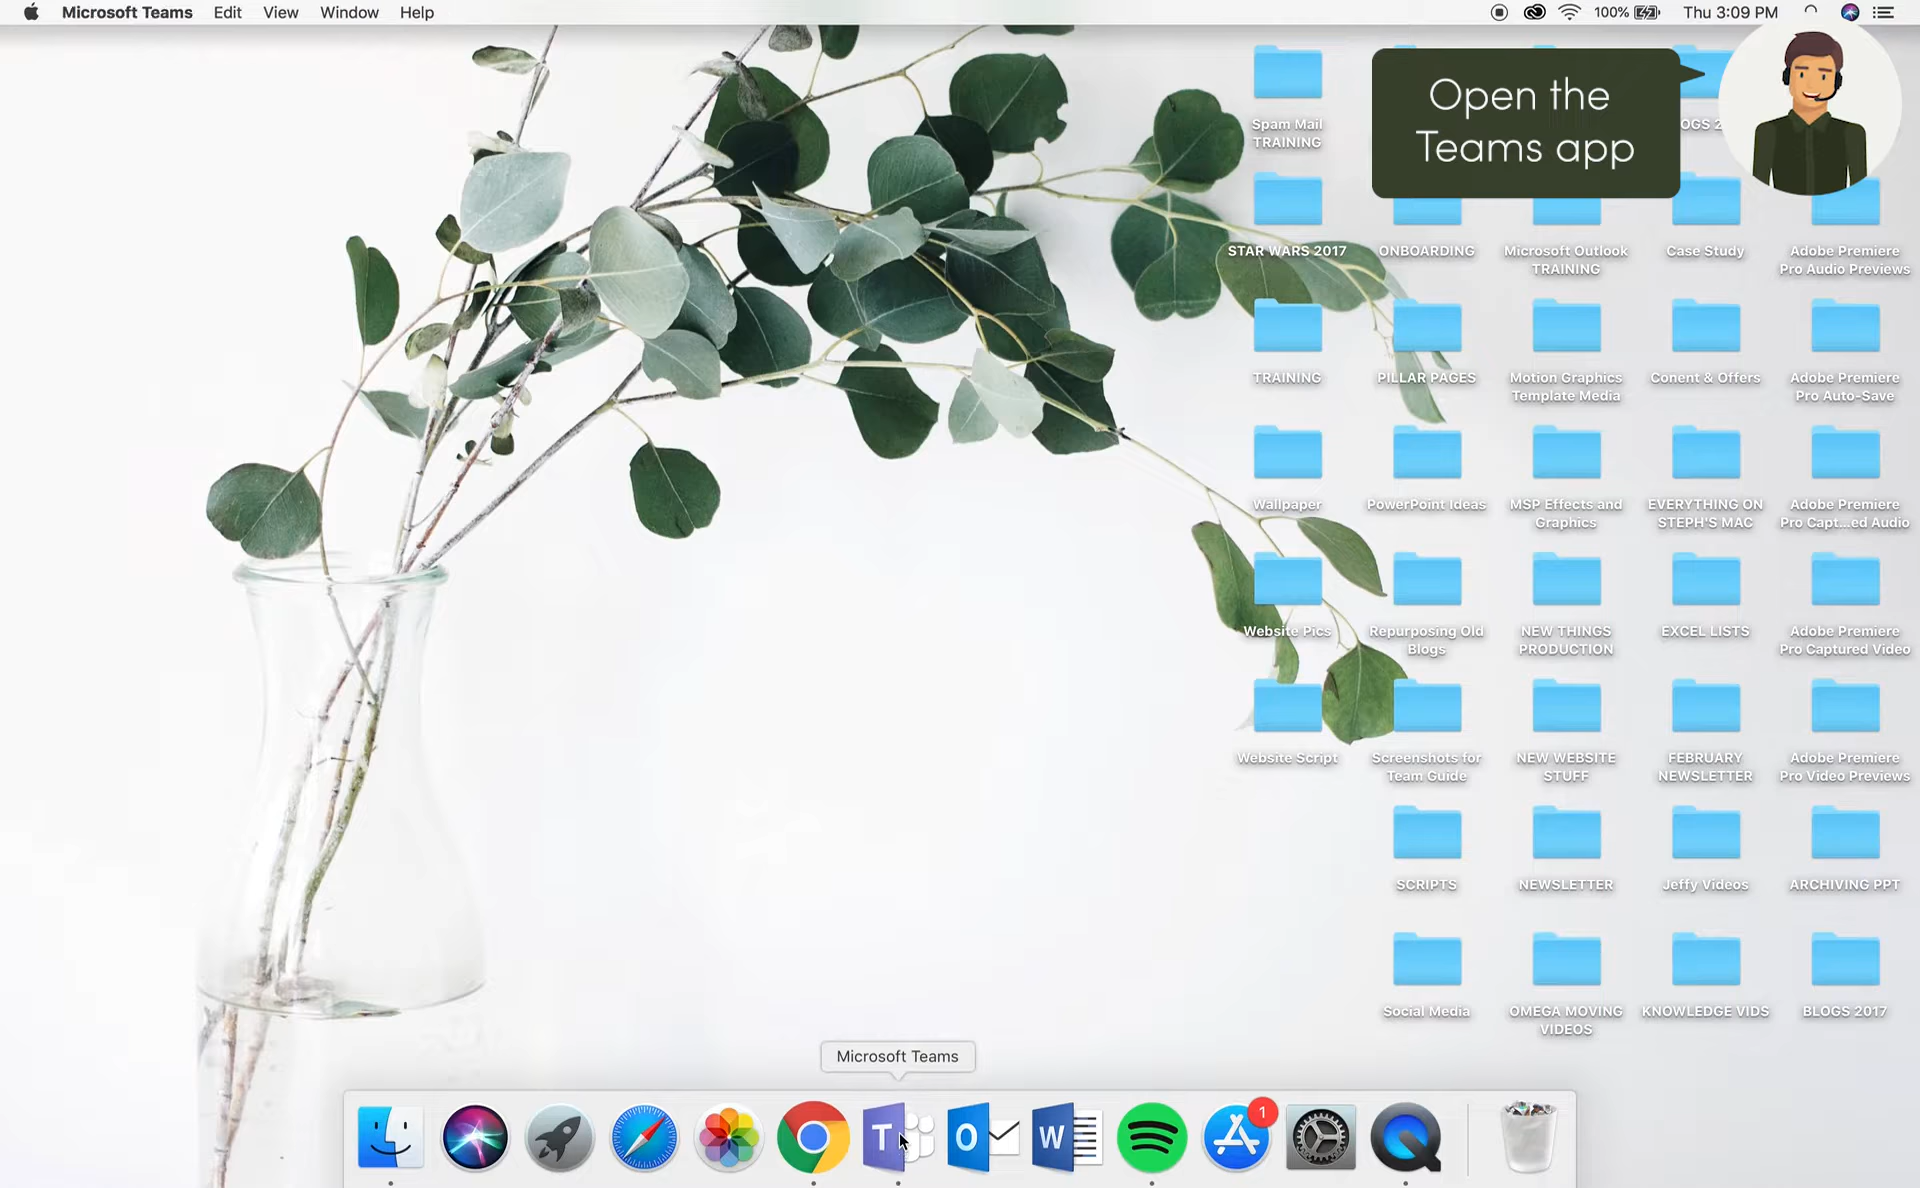 Microsoft Teams Edit View Window Help
100% Thu 3:09 PM
Open the
Teams app
Spam Mail
TRAINING
STAR WARS 2017
ONBOARDING
Microsoft Outlook
TRAINING
Case Study
Adobe Premiere
Pro Audio Previews
TRAINING
PILLAR PAGES
Motion Graphics
Template Media
Conent & Offers
Adobe Premiere
Pro Auto-Save
Wallpaper
PowerPoint Ideas
MSP Effects and
Graphics
EVERYTHING ON
STEPH'S MAC
Adobe Premiere
Pro Capt...ed Audio
Website Pics
Repurposing Old
Blogs
NEW THINGS
PRODUCTION
EXCEL LISTS
Adobe Premiere
Pro Captured Video
Website Script
Screenshots for
Team Guide
NEW WEBSITE
STUFF
FEBRUARY
NEWSLETTER
Adobe Premiere
Pro Video Previews
SCRIPTS
NEWSLETTER
Jeffy Videos
ARCHIVING PPT
Social Media
OMEGA MOVING
VIDEOS
KNOWLEDGE VIDS
BLOGS 2017
Microsoft Teams
T
O
W
1